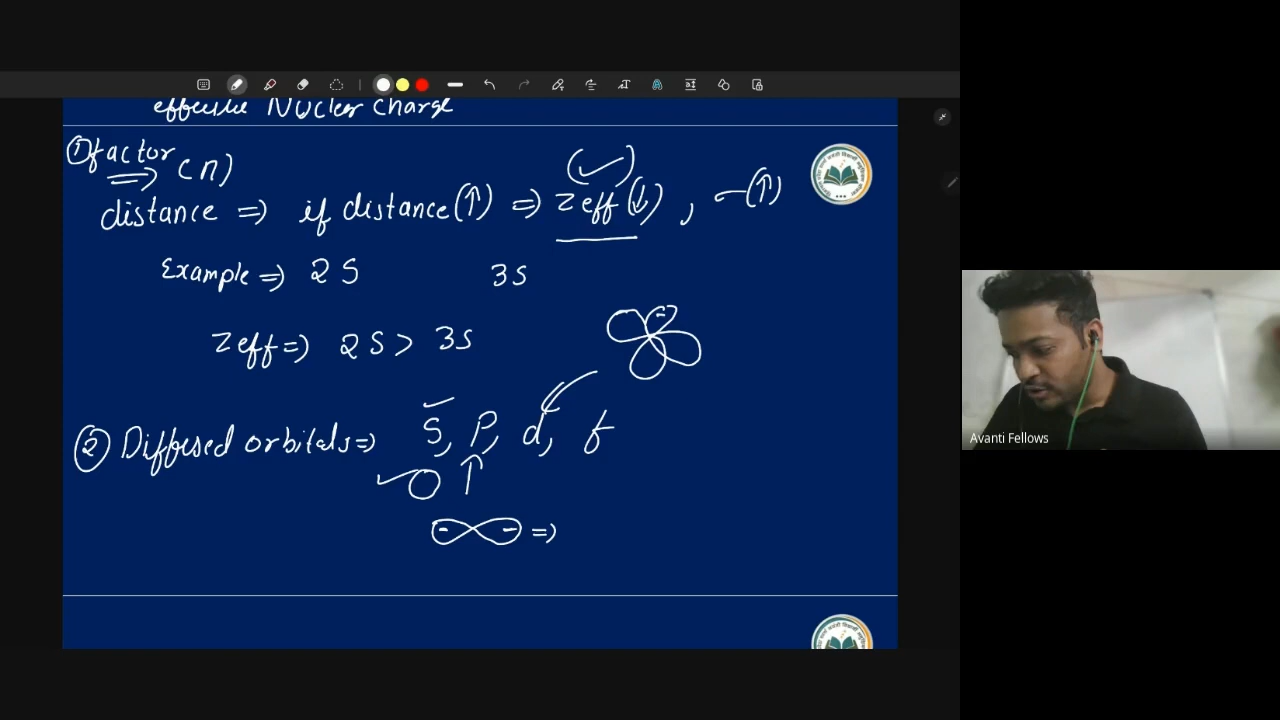 effective Nuclear charge
① factor (n)
distance ⇒ if distance(↑) ⇒ Zeff(↓), (↑)
(✓)
Example ⇒ 2S 3S
Zeff ⇒ 2S > 3S
② Diffused orbitals ⇒ S, P, d, f
⇒
Avanti Fellows